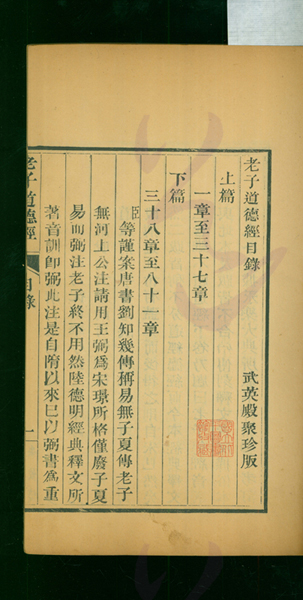 老子道德經目錄
武英殿聚珍版
上篇
一章至三十七章
下篇
三十八章至八十一章
臣等謹案唐書劉知幾傳稱易無子夏傳老子
無河上公注請用王弼為宋璟所格僅廢子夏
易而弼注老子終不用然陸德明經典釋文所
著音訓即弼此注是自隋以來已以弼書為重
老子道德經
目錄
一